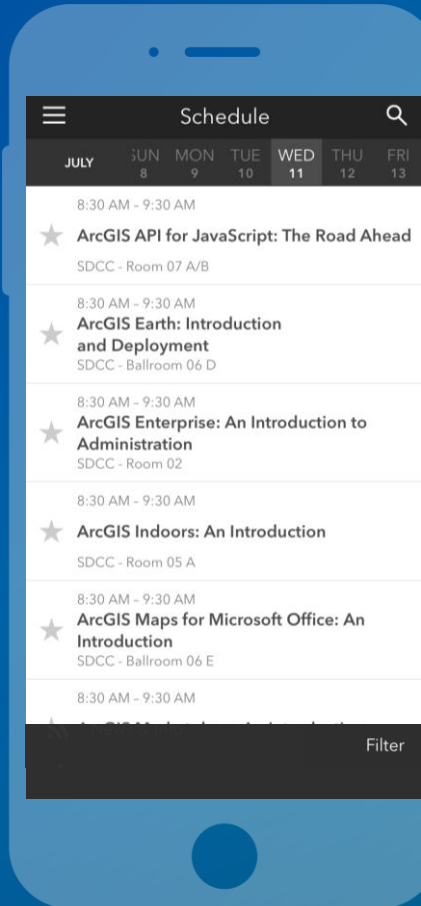 Schedule
JULY SUN MON TUE WED THU FRI
8 9 10 11 12 13
8:30 AM – 9:30 AM
ArcGIS API for JavaScript: The Road Ahead
SDCC - Room 07 A/B
8:30 AM – 9:30 AM
ArcGIS Earth: Introduction
and Deployment
SDCC - Ballroom 06 D
8:30 AM – 9:30 AM
ArcGIS Enterprise: An Introduction to
Administration
SDCC - Room 02
8:30 AM – 9:30 AM
ArcGIS Indoors: An Introduction
SDCC - Room 05 A
8:30 AM – 9:30 AM
ArcGIS Maps for Microsoft Office: An
Introduction
SDCC - Ballroom 06 E
8:30 AM – 9:30 AM
Filter